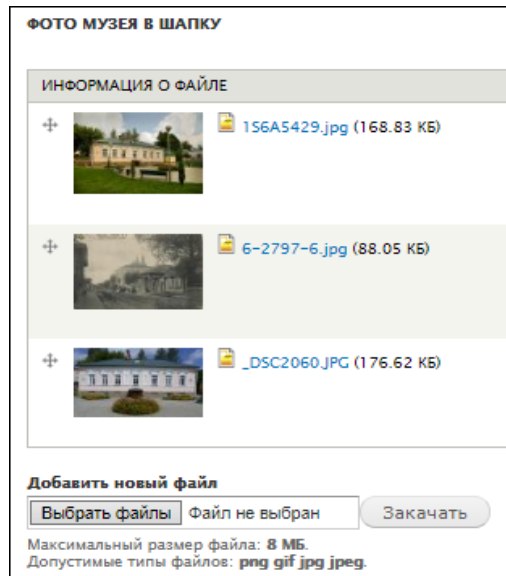 ФОТО МУЗЕЯ В ШАПКУ
ИНФОРМАЦИЯ О ФАЙЛЕ
1S6A5429.jpg (168.83 КБ)
6-2797-6.jpg (88.05 КБ)
_DSC2060.JPG (176.62 КБ)
Добавить новый файл
Выбрать файлы Файл не выбран Закачать
Максимальный размер файла: 8 МБ.
Допустимые типы файлов: png gif jpg jpeg.